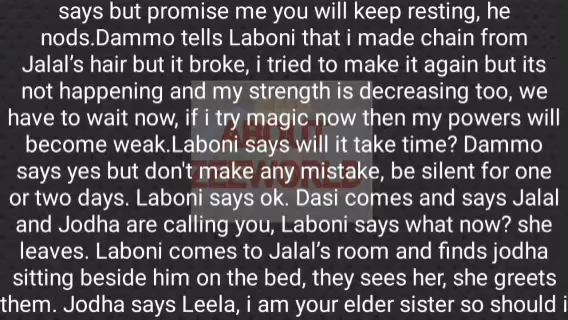 says but promise me you will keep resting, he
nods.Dammo tells Laboni that i made chain from
Jalal’s hair but it broke, i tried to make it again but its
not happening and my strength is decreasing too, we
have to wait now, if i try magic now then my powers will
become weak.Laboni says will it take time? Dammo
says yes but don't make any mistake, be silent for one
or two days. Laboni says ok. Dasi comes and says Jalal
and Jodha are calling you, Laboni says what now? she
leaves. Laboni comes to Jalal’s room and finds jodha
sitting beside him on the bed, they sees her, she greets
them. Jodha says Leela, i am your elder sister so should i